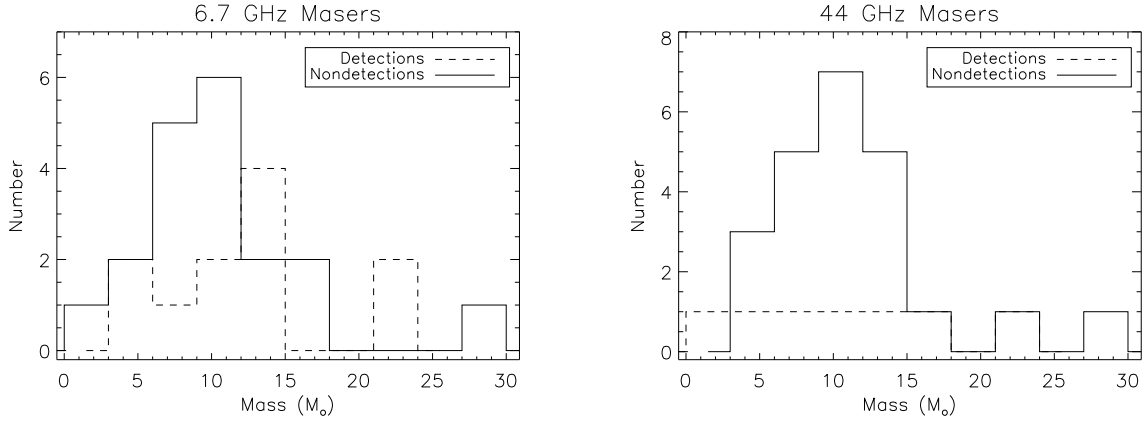 6.7 GHz Masers
Detections
Nondetections
6
4
2
0
Number
0 5 10 15 20 25 30
Mass (M₀)
44 GHz Masers
Detections
Nondetections
8
6
4
2
0
Number
0 5 10 15 20 25 30
Mass (M₀)